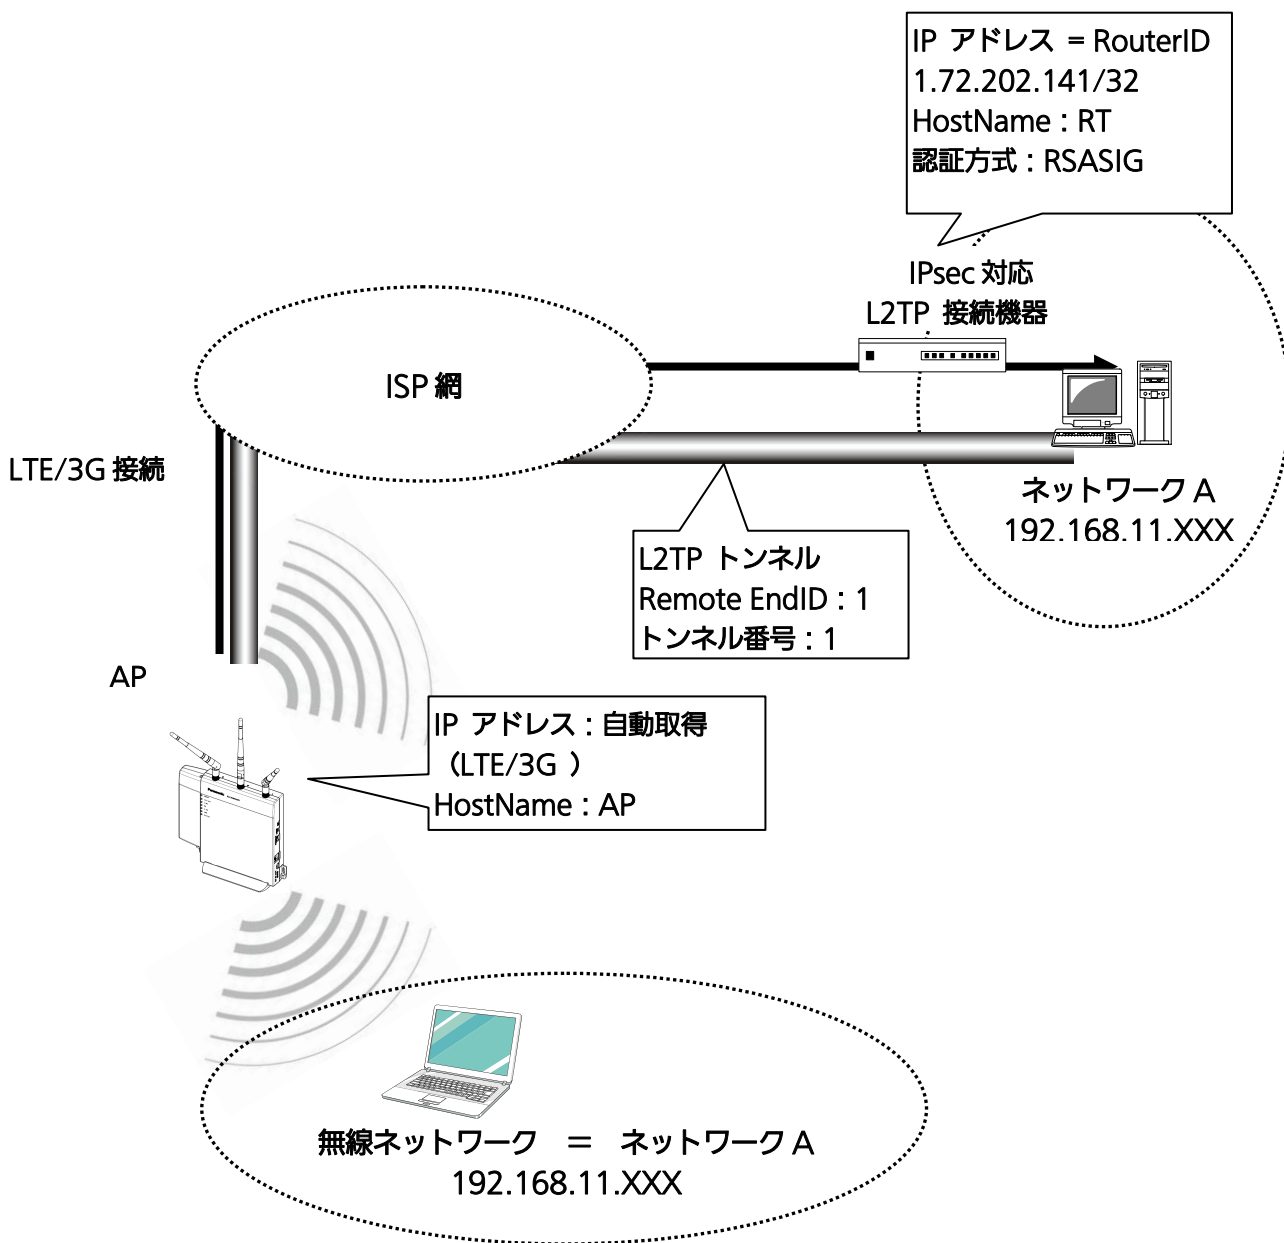 IP アドレス = RouterID
1.72.202.141/32
HostName：RT
認証方式：RSASIG
IPsec 対応
L2TP 接続機器
ISP 網
LTE/3G 接続
ネットワーク A
192.168.11.XXX
L2TP トンネル
Remote EndID：1
トンネル番号：1
AP
IP アドレス：自動取得
（LTE/3G ）
HostName：AP
Panasonic
無線ネットワーク ＝ ネットワーク A
192.168.11.XXX